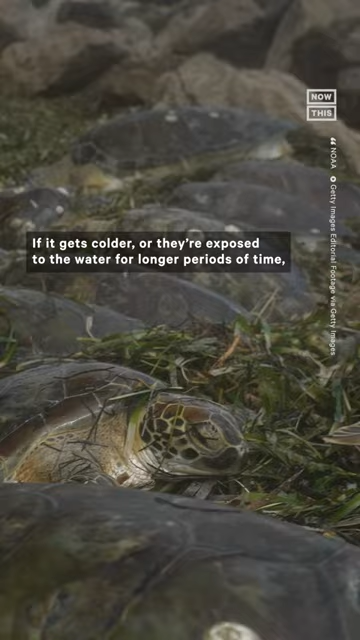 NOW
THIS
NOAA
Getty Images Editorial Footage via Getty Images
If it gets colder, or they're exposed
to the water for longer periods of time,